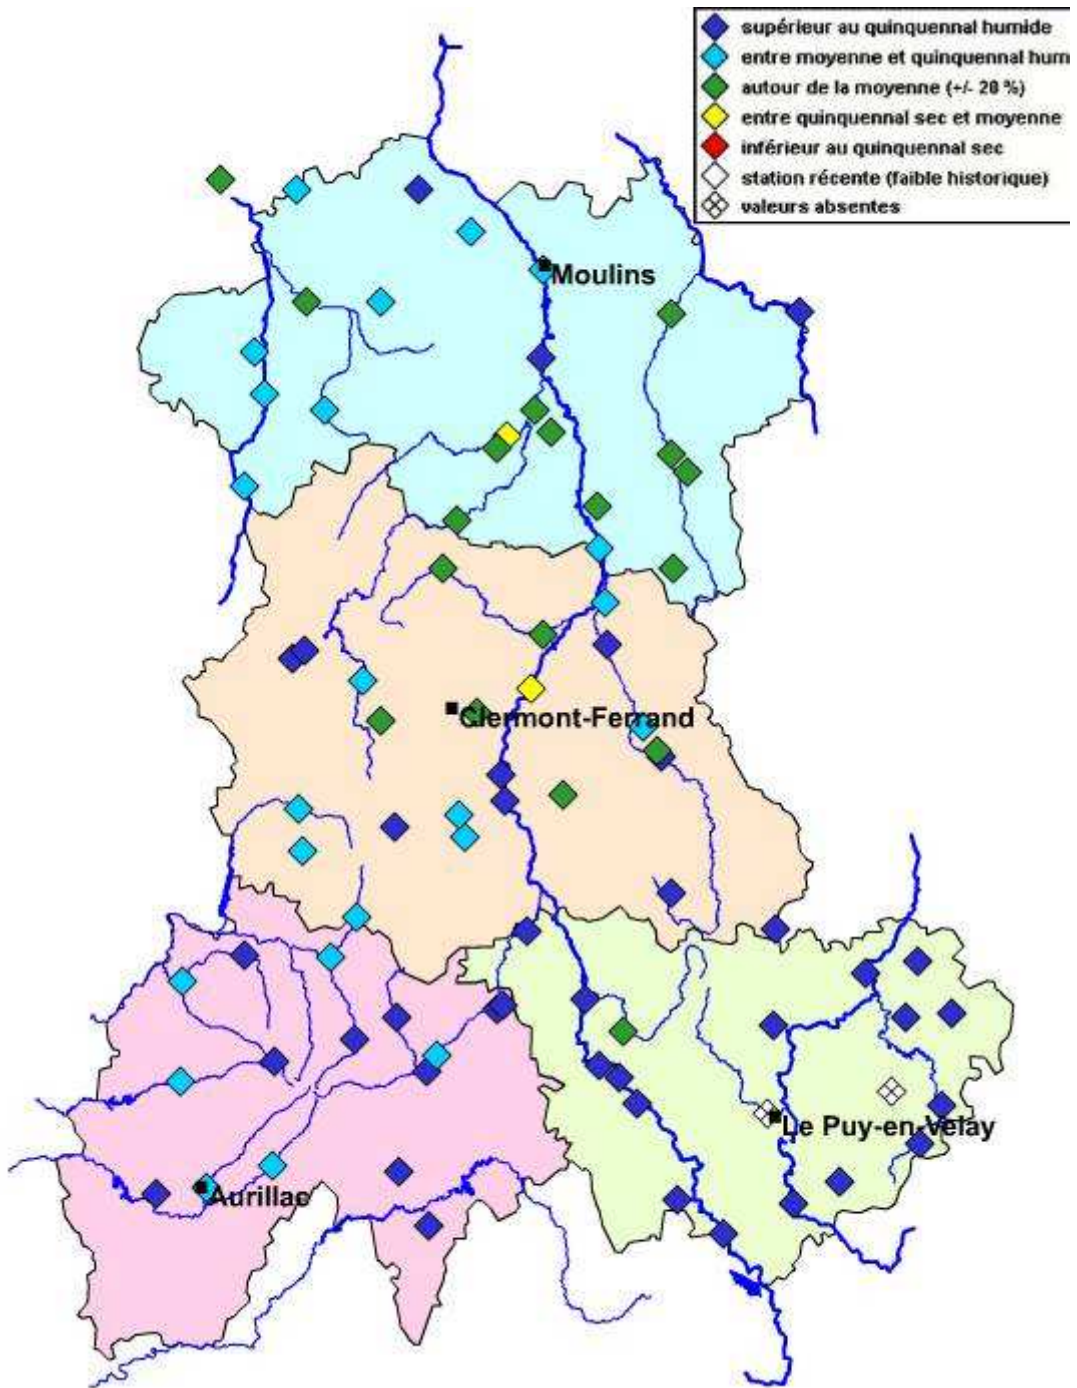 supérieur au quinquennal humide
entre moyenne et quinquennal hum
autour de la moyenne (+/- 20 %)
entre quinquennal sec et moyenne
inférieur au quinquennal sec
station récente (faible historique)
valeurs absentes
Moulins
Clermont-Ferrand
Le Puy-en-Velay
Aurillac